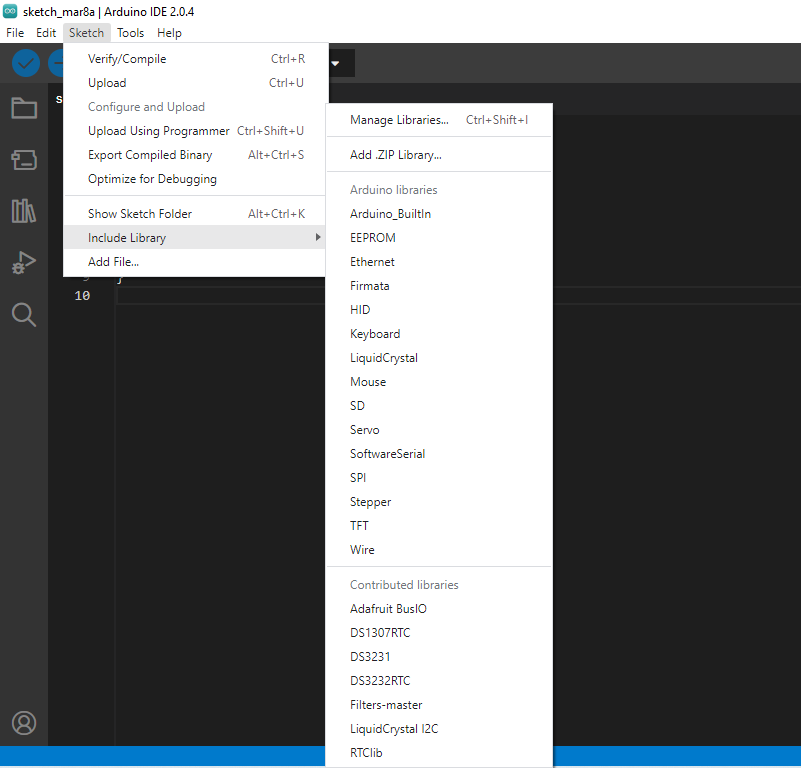 sketch_mar8a | Arduino IDE 2.0.4
File Edit Sketch Tools Help
Verify/Compile Ctrl+R
Upload Ctrl+U
Configure and Upload
Upload Using Programmer Ctrl+Shift+U
Export Compiled Binary Alt+Ctrl+S
Optimize for Debugging
Show Sketch Folder Alt+Ctrl+K
Include Library
Add File...
}
10
Manage Libraries... Ctrl+Shift+I
Add .ZIP Library...
Arduino libraries
Arduino_BuiltIn
EEPROM
Ethernet
Firmata
HID
Keyboard
LiquidCrystal
Mouse
SD
Servo
SoftwareSerial
SPI
Stepper
TFT
Wire
Contributed libraries
Adafruit BusIO
DS1307RTC
DS3231
DS3232RTC
Filters-master
LiquidCrystal I2C
RTClib